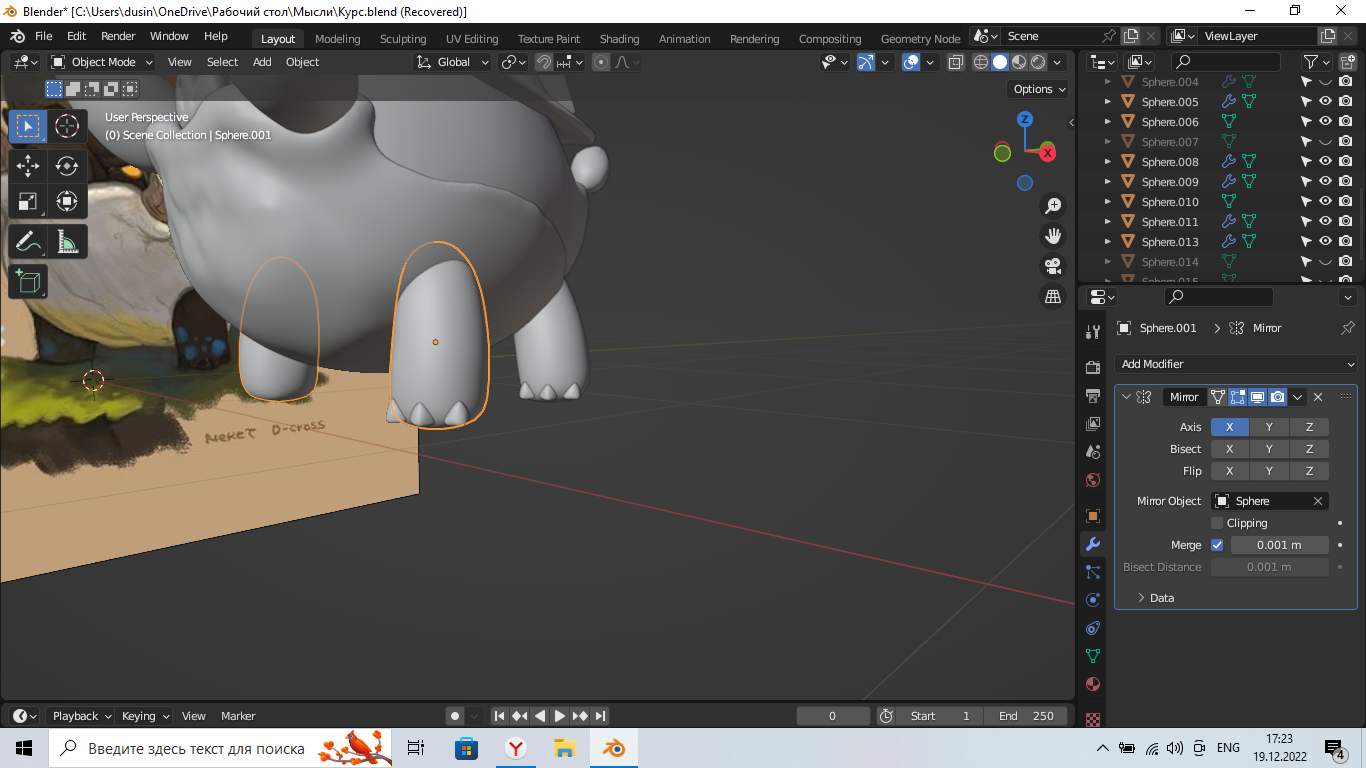 Blender* [C:\Users\dusin\OneDrive\Рабочий стол\Мысли\Курс.blend (Recovered)]
File Edit Render Window Help Layout Modeling Sculpting UV Editing Texture Paint Shading Animation Rendering Compositing Geometry Node Scene ViewLayer
Object Mode View Select Add Object Global
Options
User Perspective
(0) Scene Collection | Sphere.001
Z
X
мекет D-cross
Sphere.004
Sphere.005
Sphere.006
Sphere.007
Sphere.008
Sphere.009
Sphere.010
Sphere.011
Sphere.013
Sphere.014
Sphere.015
Sphere.001 > Mirror
Add Modifier
Mirror
Axis X Y Z
Bisect X Y Z
Flip X Y Z
Mirror Object Sphere
Clipping
Merge 0.001 m
Bisect Distance 0.001 m
Data
Playback Keying View Marker 0 Start 1 End 250
Введите здесь текст для поиска
ENG
17:23
19.12.2022
4